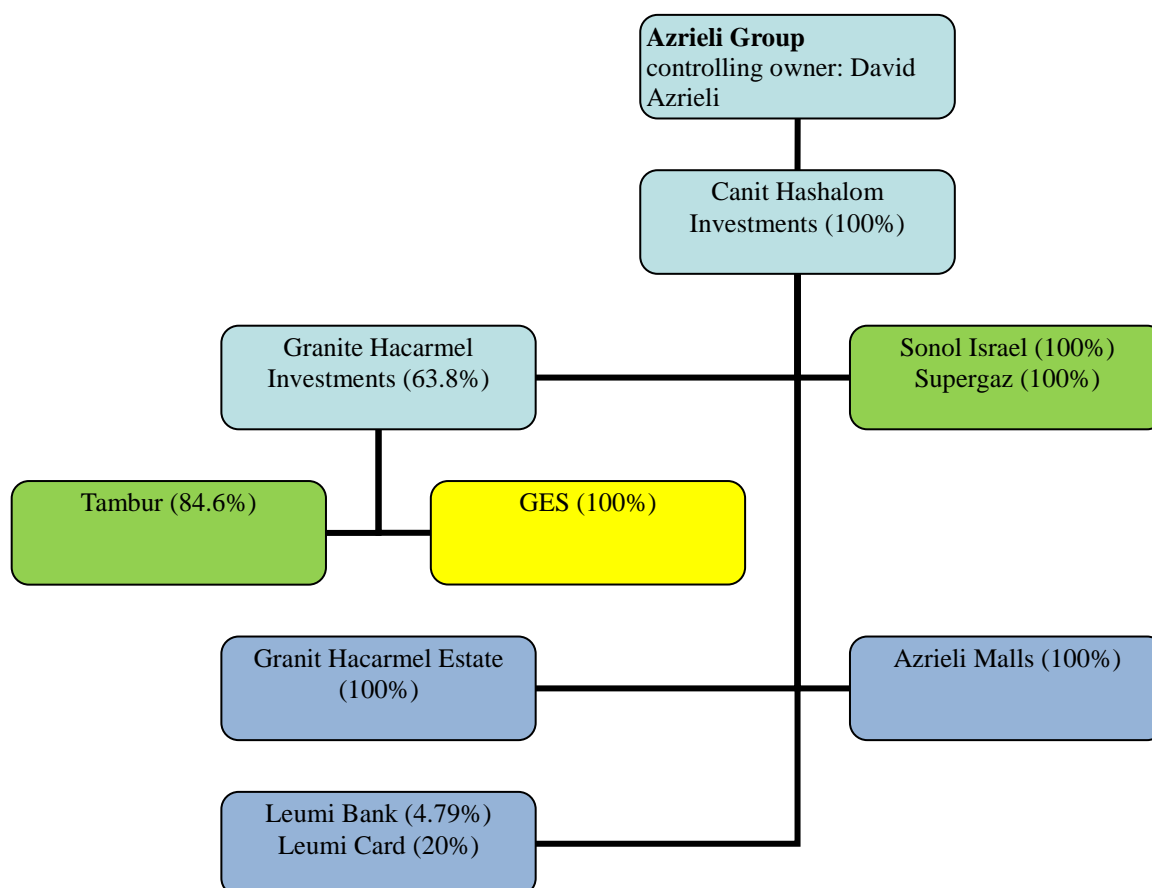 Azrieli Group
controlling owner: David
Azrieli
Canit Hashalom
Investments (100%)
Granite Hacarmel
Investments (63.8%)
Sonol Israel (100%)
Supergaz (100%)
Tambur (84.6%)
GES (100%)
Granit Hacarmel Estate
(100%)
Azrieli Malls (100%)
Leumi Bank (4.79%)
Leumi Card (20%)